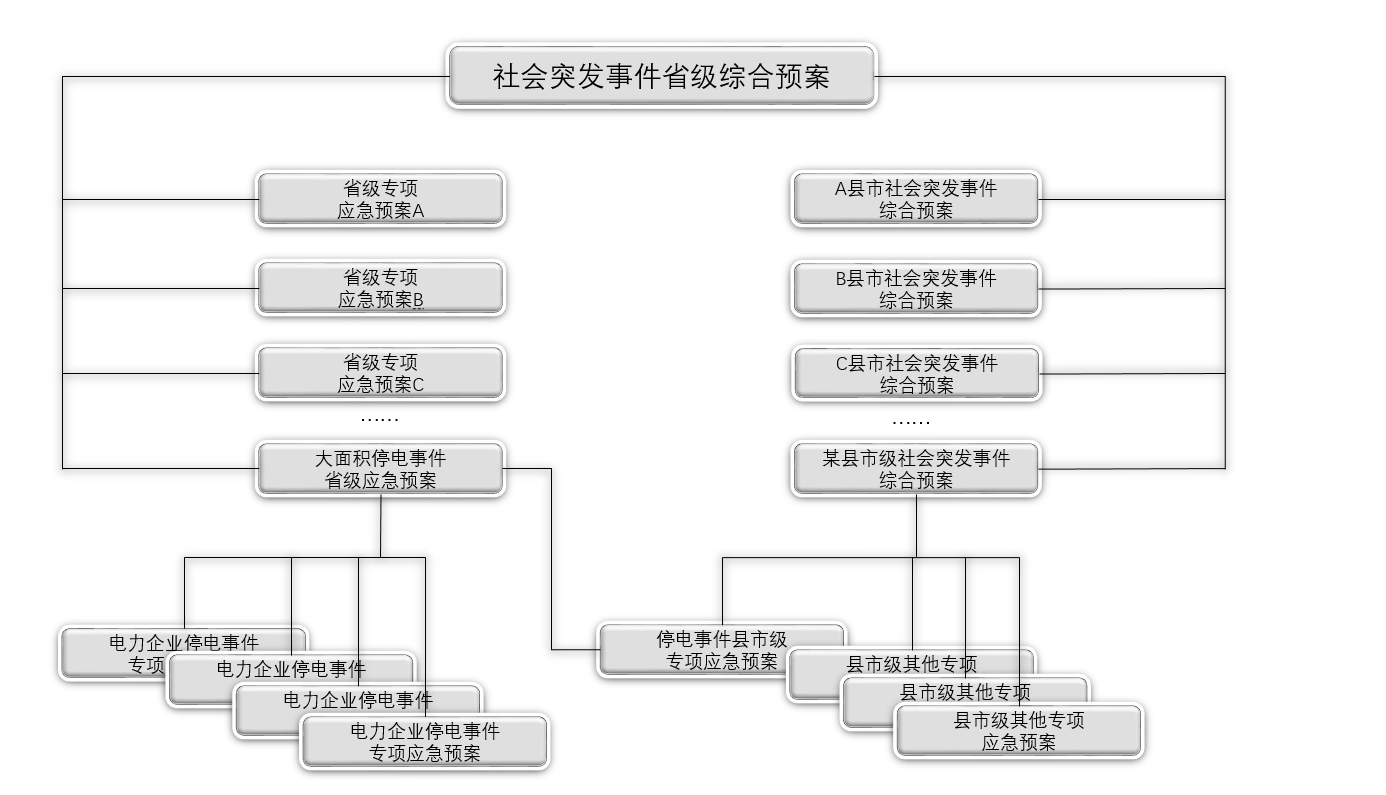 社会突发事件省级综合预案
省级专项
应急预案A
省级专项
应急预案B
省级专项
应急预案C
……
大面积停电事件
省级应急预案
A县市社会突发事件
综合预案
B县市社会突发事件
综合预案
C县市社会突发事件
综合预案
……
某县市级社会突发事件
综合预案
电力企业停电事件
专项
电力企业停电事件
电力企业停电事件
电力企业停电事件
专项应急预案
停电事件县市级
专项应急预案
县市级其他专项
县市级其他专项
县市级其他专项
应急预案